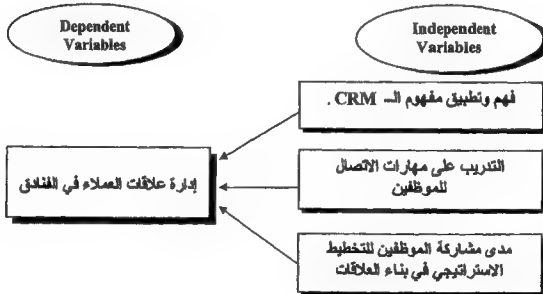 Dependent
Variables
Independent
Variables
فهم وتطبيق مفهوم الـ CRM .
إدارة علاقات العملاء في الفنادق
التدريب على مهارات الاتصال
للموظفين
مدى مشاركة الموظفين للتخطيط
الاستراتيجي في بناء العلاقات